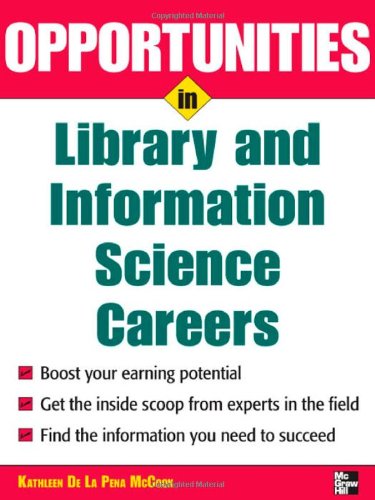 OPPORTUNITIES
in
Library and
Information
Science
Careers
Boost your earning potential
Get the inside scoop from experts in the field
Find the information you need to succeed
KATHLEEN DE LA PENA MCCOOK
Mc
Graw
Hill